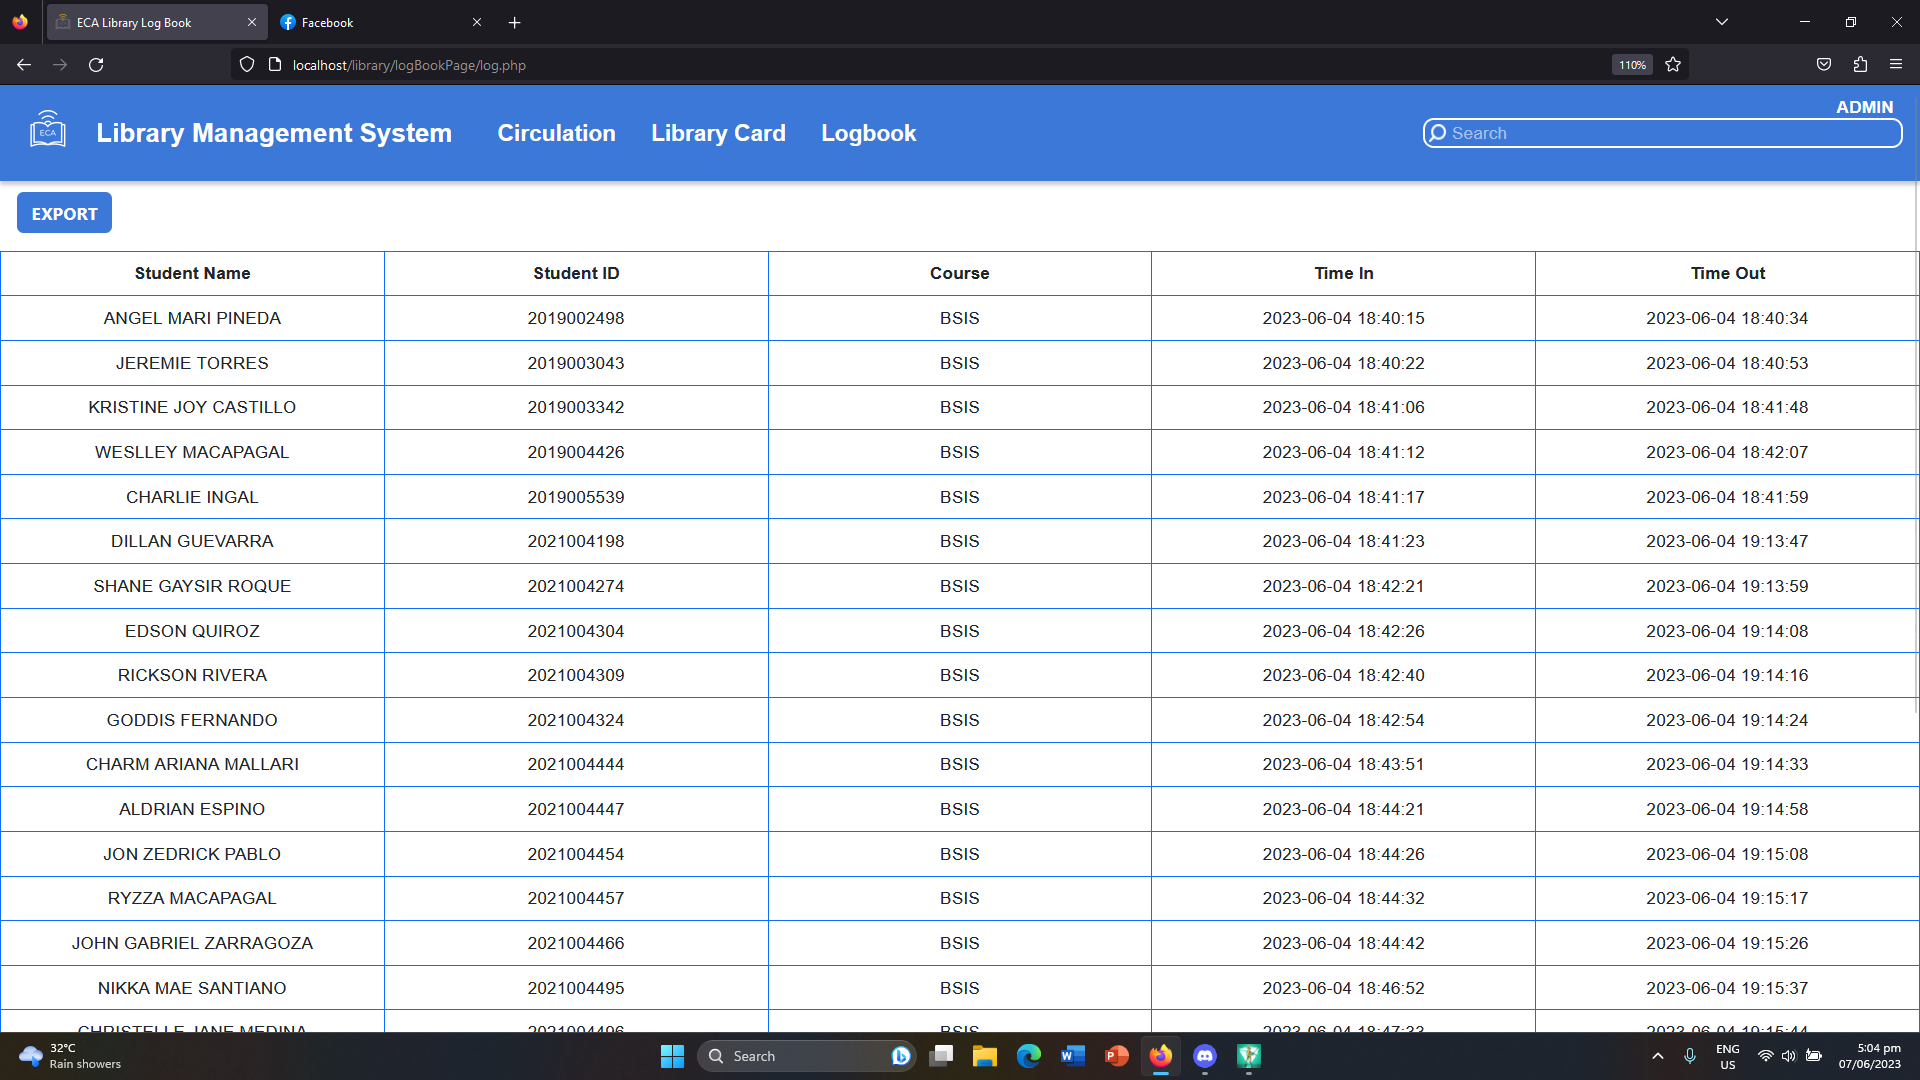 ECA Library Log Book
Facebook
localhost/library/logBookPage/log.php
110%
ECA
Library Management System
Circulation
Library Card
Logbook
ADMIN
Search
EXPORT
Student Name Student ID Course Time In Time Out
ANGEL MARI PINEDA 2019002498 BSIS 2023-06-04 18:40:15 2023-06-04 18:40:34
JEREMIE TORRES 2019003043 BSIS 2023-06-04 18:40:22 2023-06-04 18:40:53
KRISTINE JOY CASTILLO 2019003342 BSIS 2023-06-04 18:41:06 2023-06-04 18:41:48
WESLLEY MACAPAGAL 2019004426 BSIS 2023-06-04 18:41:12 2023-06-04 18:42:07
CHARLIE INGAL 2019005539 BSIS 2023-06-04 18:41:17 2023-06-04 18:41:59
DILLAN GUEVARRA 2021004198 BSIS 2023-06-04 18:41:23 2023-06-04 19:13:47
SHANE GAYSIR ROQUE 2021004274 BSIS 2023-06-04 18:42:21 2023-06-04 19:13:59
EDSON QUIROZ 2021004304 BSIS 2023-06-04 18:42:26 2023-06-04 19:14:08
RICKSON RIVERA 2021004309 BSIS 2023-06-04 18:42:40 2023-06-04 19:14:16
GODDIS FERNANDO 2021004324 BSIS 2023-06-04 18:42:54 2023-06-04 19:14:24
CHARM ARIANA MALLARI 2021004444 BSIS 2023-06-04 18:43:51 2023-06-04 19:14:33
ALDRIAN ESPINO 2021004447 BSIS 2023-06-04 18:44:21 2023-06-04 19:14:58
JON ZEDRICK PABLO 2021004454 BSIS 2023-06-04 18:44:26 2023-06-04 19:15:08
RYZZA MACAPAGAL 2021004457 BSIS 2023-06-04 18:44:32 2023-06-04 19:15:17
JOHN GABRIEL ZARRAGOZA 2021004466 BSIS 2023-06-04 18:44:42 2023-06-04 19:15:26
NIKKA MAE SANTIANO 2021004495 BSIS 2023-06-04 18:46:52 2023-06-04 19:15:37
CHRISTELLE JANE MEDINA 2021004496 BSIS 2023-06-04 18:47:33 2023-06-04 19:15:44
32°C
Rain showers
Search
ENG
US
5:04 pm
07/06/2023